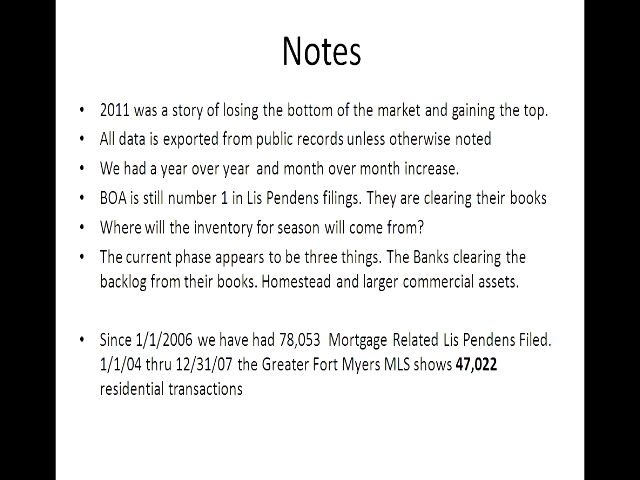 Notes
• 2011 was a story of losing the bottom of the market and gaining the top.
• All data is exported from public records unless otherwise noted
• We had a year over year and month over month increase.
• BOA is still number 1 in Lis Pendens filings. They are clearing their books
• Where will the inventory for season will come from?
• The current phase appears to be three things. The Banks clearing the
backlog from their books. Homestead and larger commercial assets.
• Since 1/1/2006 we have had 78,053 Mortgage Related Lis Pendens Filed.
1/1/04 thru 12/31/07 the Greater Fort Myers MLS shows 47,022
residential transactions